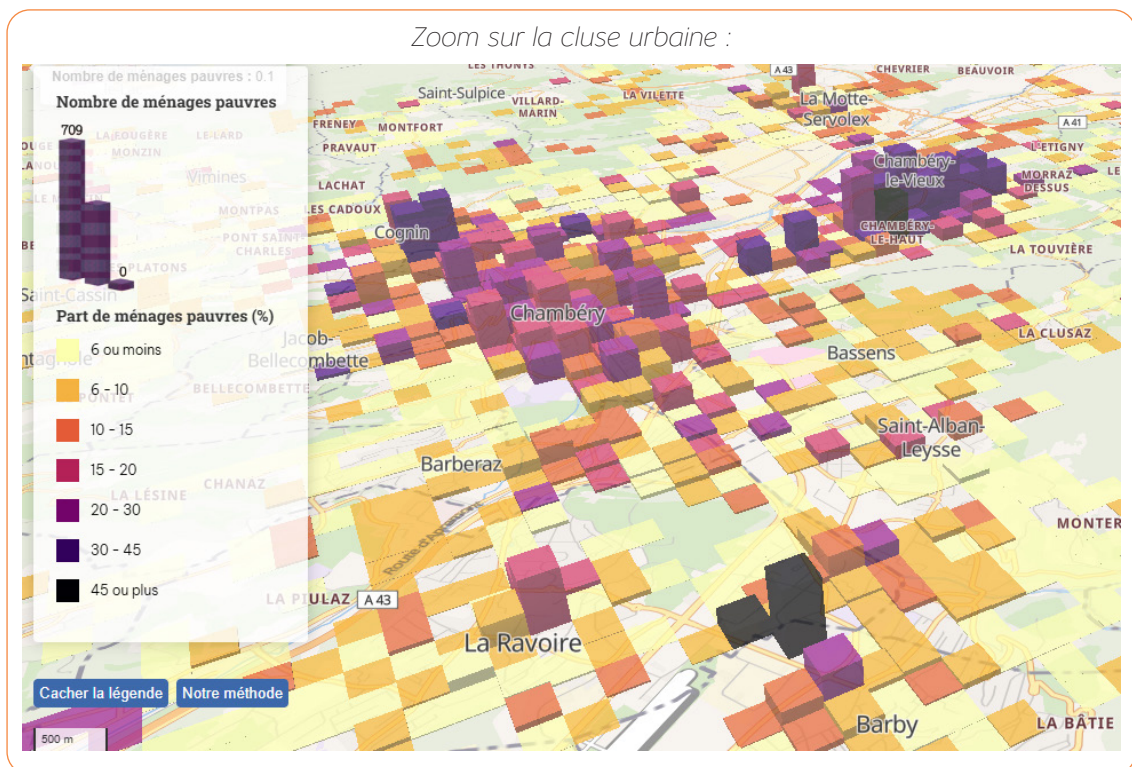 Zoom sur la cluse urbaine :
Nombre de ménages pauvres : 0.1
Nombre de ménages pauvres
709
0
Part de ménages pauvres (%)
6 ou moins
6 - 10
10 - 15
15 - 20
20 - 30
30 - 45
45 ou plus
Cacher la légende
Notre méthode
500 m
LES THONYS
Saint-Sulpice
VILLARD-
MARIN
LA VILETTE
A 43
CHEVRIER
BEAUVOIR
La Motte-
Servolex
A 41
FRENEY
MONTFORT
PRAVAUT
L'ETIGNY
LA FOUGÈRE
LE LARD
MONZIN
Vimines
LACHAT
LES CADOUX
Chambéry-
le-Vieux
MORRAZ
DESSUS
MONTPAS
Cognin
CHAMBÉRY-
LE-HAUT
PONT SAINT-
CHARLES
LA TOUVIÈRE
PLATONS
Saint-Cassin
Chambéry
LA CLUSAZ
Jacob-
Bellecombette
Bassens
BELLECOMBETTE
PONTET
Saint-Alban-
Leysse
Barberaz
CHANAZ
LA LÉSINE
Route d'Apremont
MONTER
LA PIULAZ
A 43
La Ravoire
Barby
LA BÂTIE